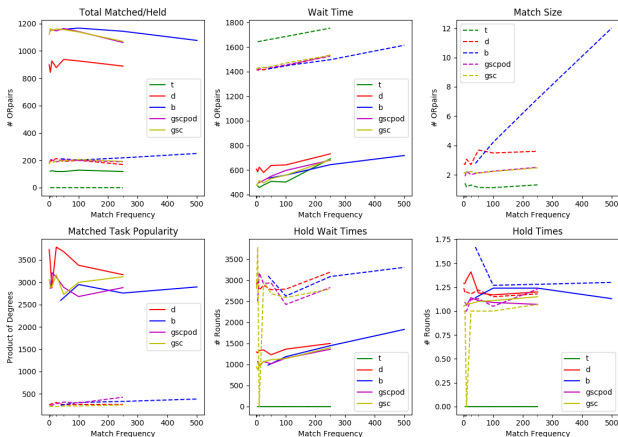 Total Matched/Held
# ORpairs
1200
1000
800
600
400
200
0
t
d
b
gscpod
gsc
0 100 200 300 400 500
Match Frequency
Wait Time
# ORpairs
1800
1600
1400
1200
1000
800
600
400
t
d
b
gscpod
gsc
0 100 200 300 400 500
Match Frequency
Match Size
# ORpairs
12
10
8
6
4
2
0
t
d
b
gscpod
gsc
0 100 200 300 400 500
Match Frequency
Matched Task Popularity
Product of Degrees
3500
3000
2500
2000
1500
1000
500
d
b
gscpod
gsc
0 100 200 300 400 500
Match Frequency
Hold Wait Times
# Rounds
3500
3000
2500
2000
1500
1000
500
0
t
d
b
gscpod
gsc
0 100 200 300 400 500
Match Frequency
Hold Times
# Rounds
1.75
1.50
1.25
1.00
0.75
0.50
0.25
0.00
t
d
b
gscpod
gsc
0 100 200 300 400 500
Match Frequency